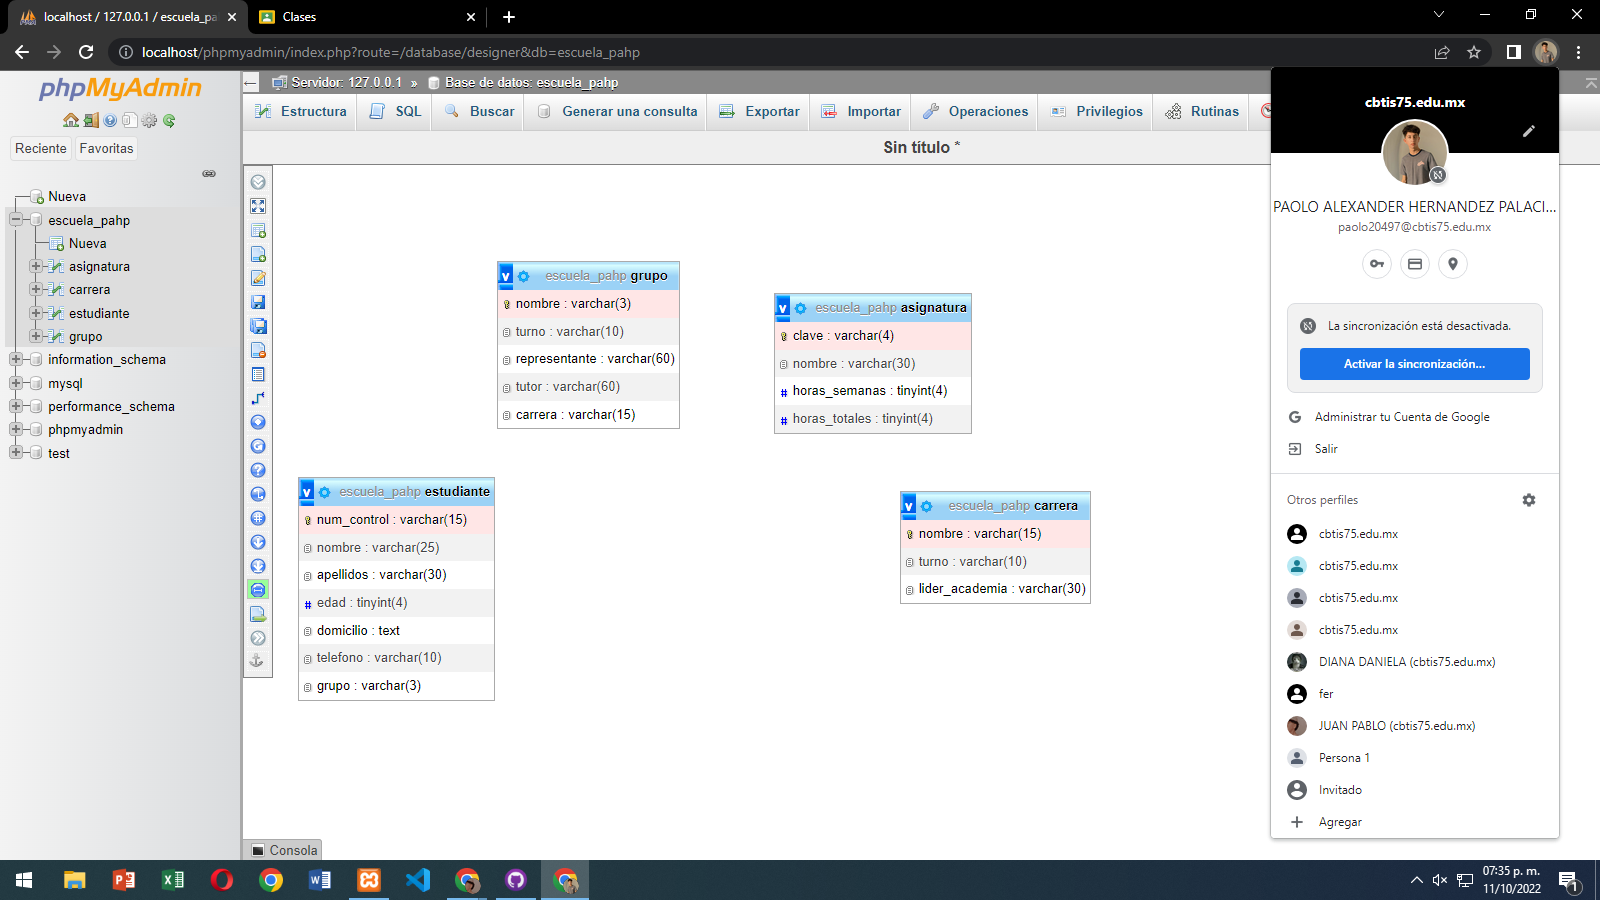 localhost / 127.0.0.1 / escuela_pa
Clases
localhost/phpmyadmin/index.php?route=/database/designer&db=escuela_pahp
phpMyAdmin
Reciente
Favoritas
Nueva
escuela_pahp
Nueva
asignatura
carrera
estudiante
grupo
information_schema
mysql
performance_schema
phpmyadmin
test
Servidor: 127.0.0.1 » Base de datos: escuela_pahp
Estructura
SQL
Buscar
Generar una consulta
Exportar
Importar
Operaciones
Privilegios
Rutinas
Sin título *
escuela_pahp grupo
nombre : varchar(3)
turno : varchar(10)
representante : varchar(60)
tutor : varchar(60)
carrera : varchar(15)
escuela_pahp asignatura
clave : varchar(4)
nombre : varchar(30)
horas_semanas : tinyint(4)
horas_totales : tinyint(4)
escuela_pahp estudiante
num_control : varchar(15)
nombre : varchar(25)
apellidos : varchar(30)
edad : tinyint(4)
domicilio : text
telefono : varchar(10)
grupo : varchar(3)
escuela_pahp carrera
nombre : varchar(15)
turno : varchar(10)
lider_academia : varchar(30)
Consola
cbtis75.edu.mx
PAOLO ALEXANDER HERNANDEZ PALACI...
paolo20497@cbtis75.edu.mx
La sincronización está desactivada.
Activar la sincronización...
Administrar tu Cuenta de Google
Salir
Otros perfiles
cbtis75.edu.mx
cbtis75.edu.mx
cbtis75.edu.mx
cbtis75.edu.mx
DIANA DANIELA (cbtis75.edu.mx)
fer
JUAN PABLO (cbtis75.edu.mx)
Persona 1
Invitado
Agregar
07:35 p. m.
11/10/2022
1